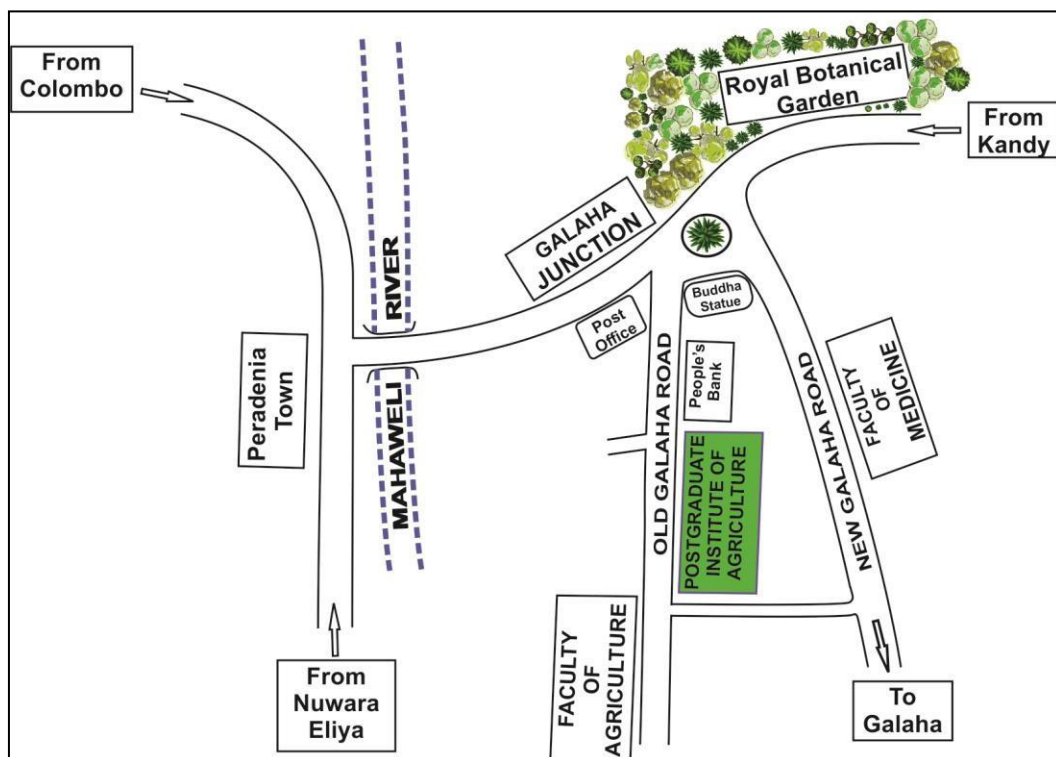 From
Colombo
Royal Botanical
Garden
From
Kandy
GALAHA
JUNCTION
RIVER
MAHAWELI
Post
Office
Buddha
Statue
People's
Bank
Peradenia
Town
OLD GALAHA ROAD
NEW GALAHA ROAD
FACULTY
OF
MEDICINE
POSTGRADUATE
INSTITUTE OF
AGRICULTURE
FACULTY
OF
AGRICULTURE
From
Nuwara
Eliya
To
Galaha